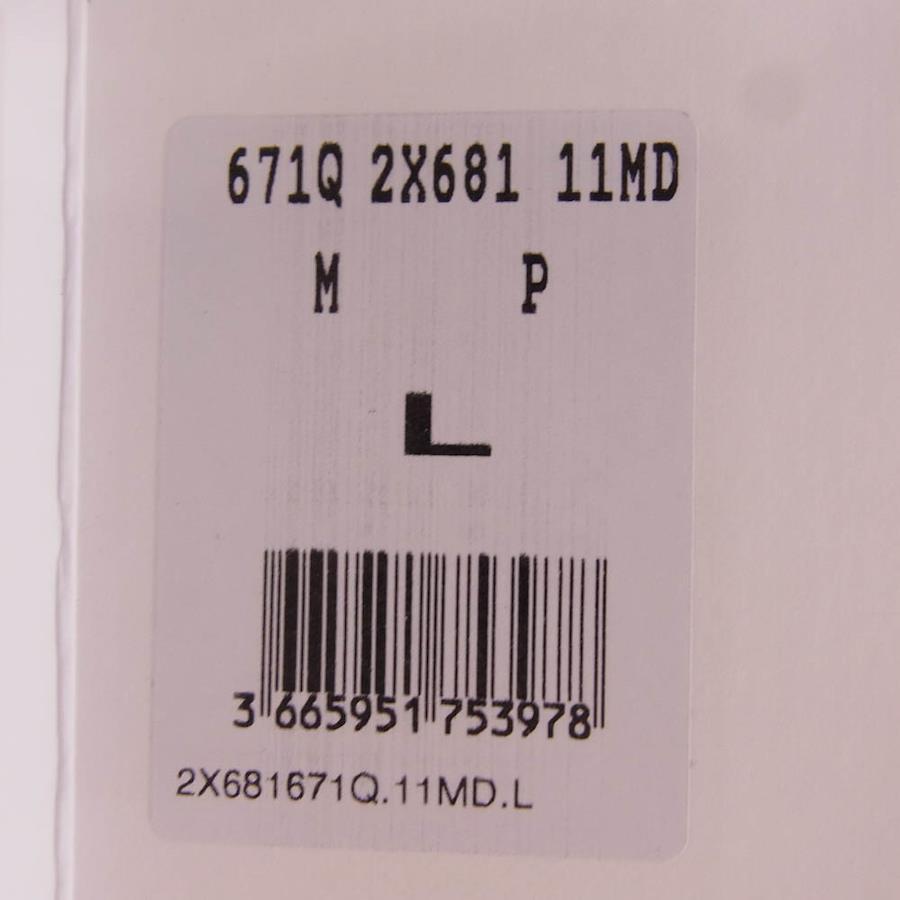 671Q 2X681 11MD
M P
L
3 665951 753978
2X681671Q.11MD.L